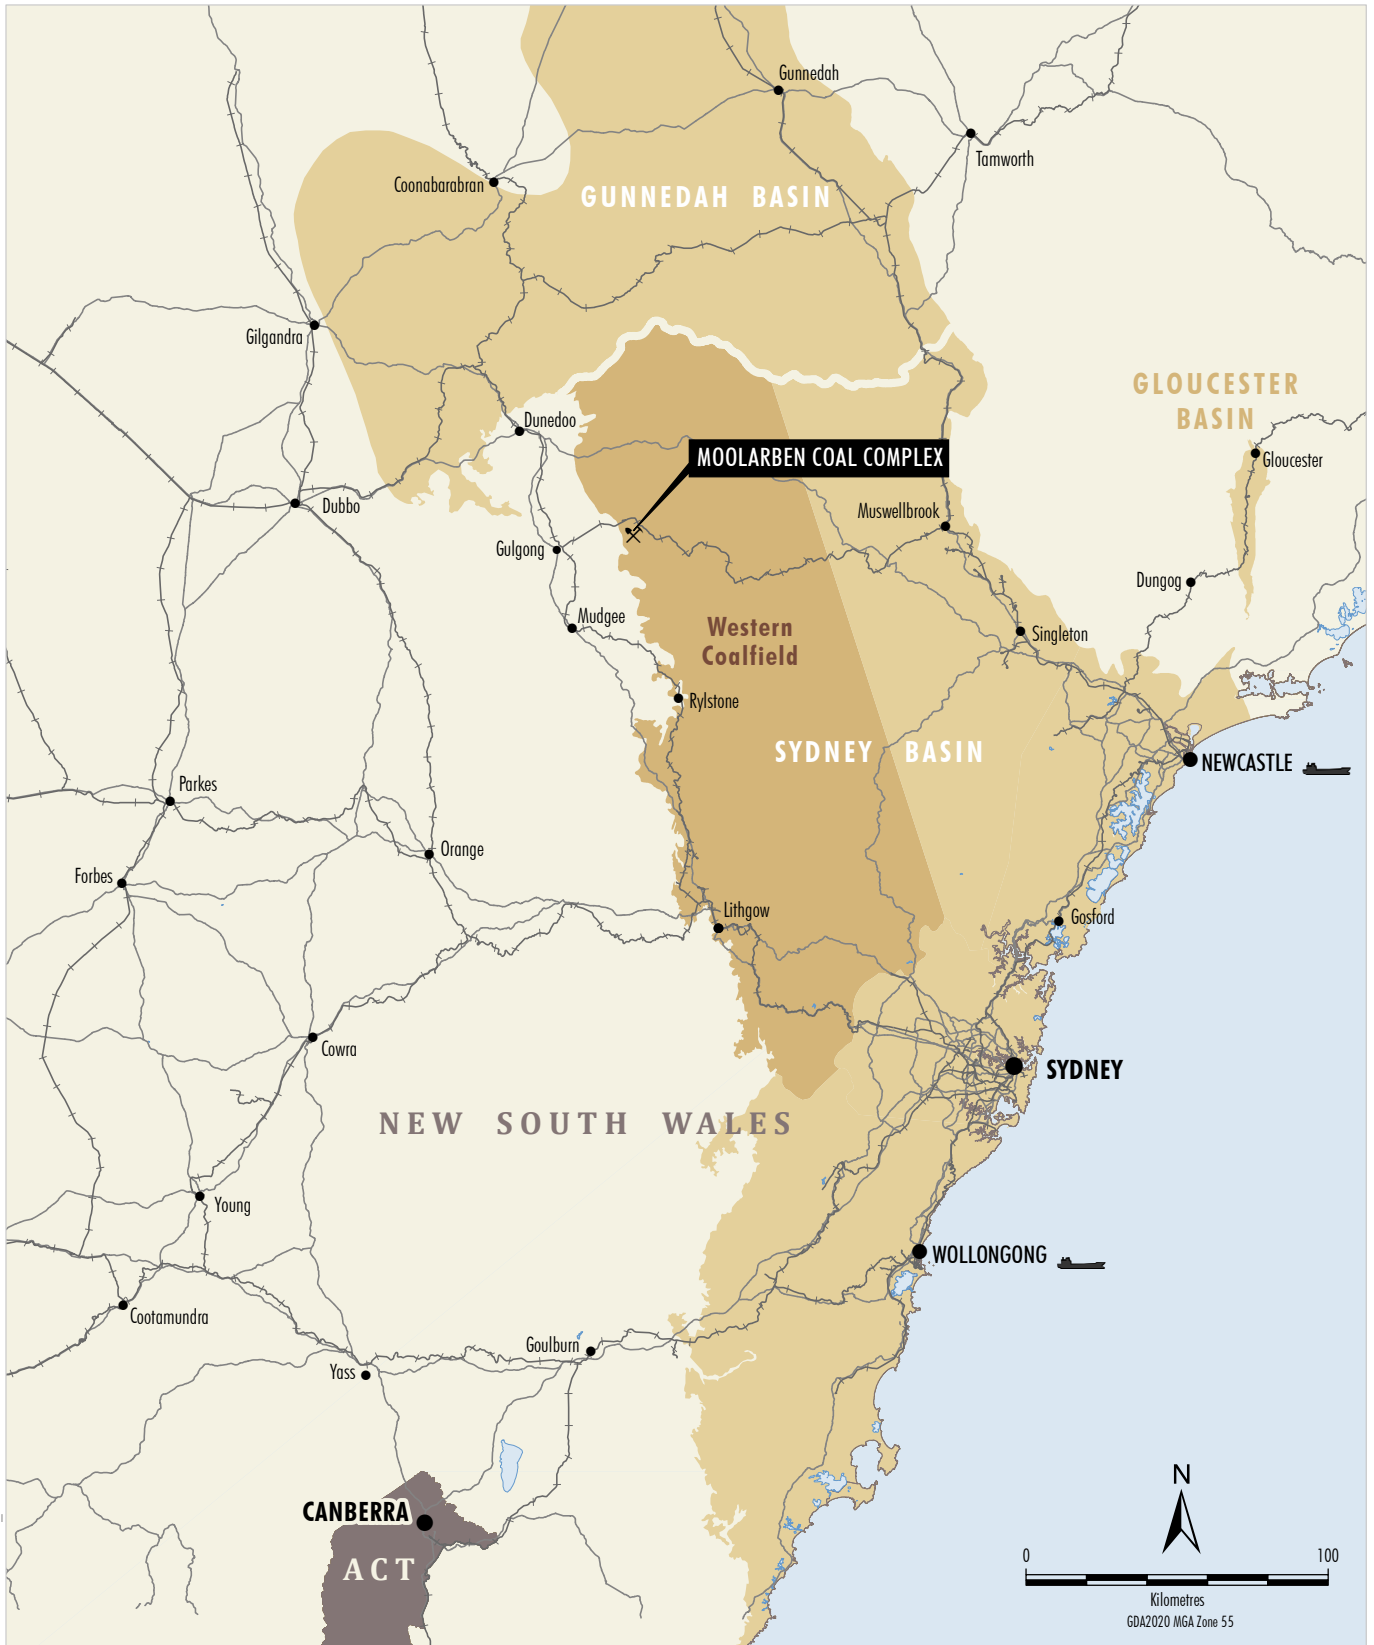 Gunnedah
Tamworth
Coonabarabran
GUNNEDAH BASIN
Gilgandra
GLOUCESTER
BASIN
Dunedoo
MOOLARBEN COAL COMPLEX
Gloucester
Dubbo
Muswellbrook
Gulgong
Dungog
Mudgee
Western
Coalfield
Singleton
Rylstone
SYDNEY BASIN
NEWCASTLE
Parkes
Orange
Forbes
Lithgow
Gosford
Cowra
SYDNEY
NEW SOUTH WALES
Young
WOLLONGONG
Cootamundra
Goulburn
Yass
N
CANBERRA
ACT
0 100
Kilometres
GDA2020 MGA Zone 55